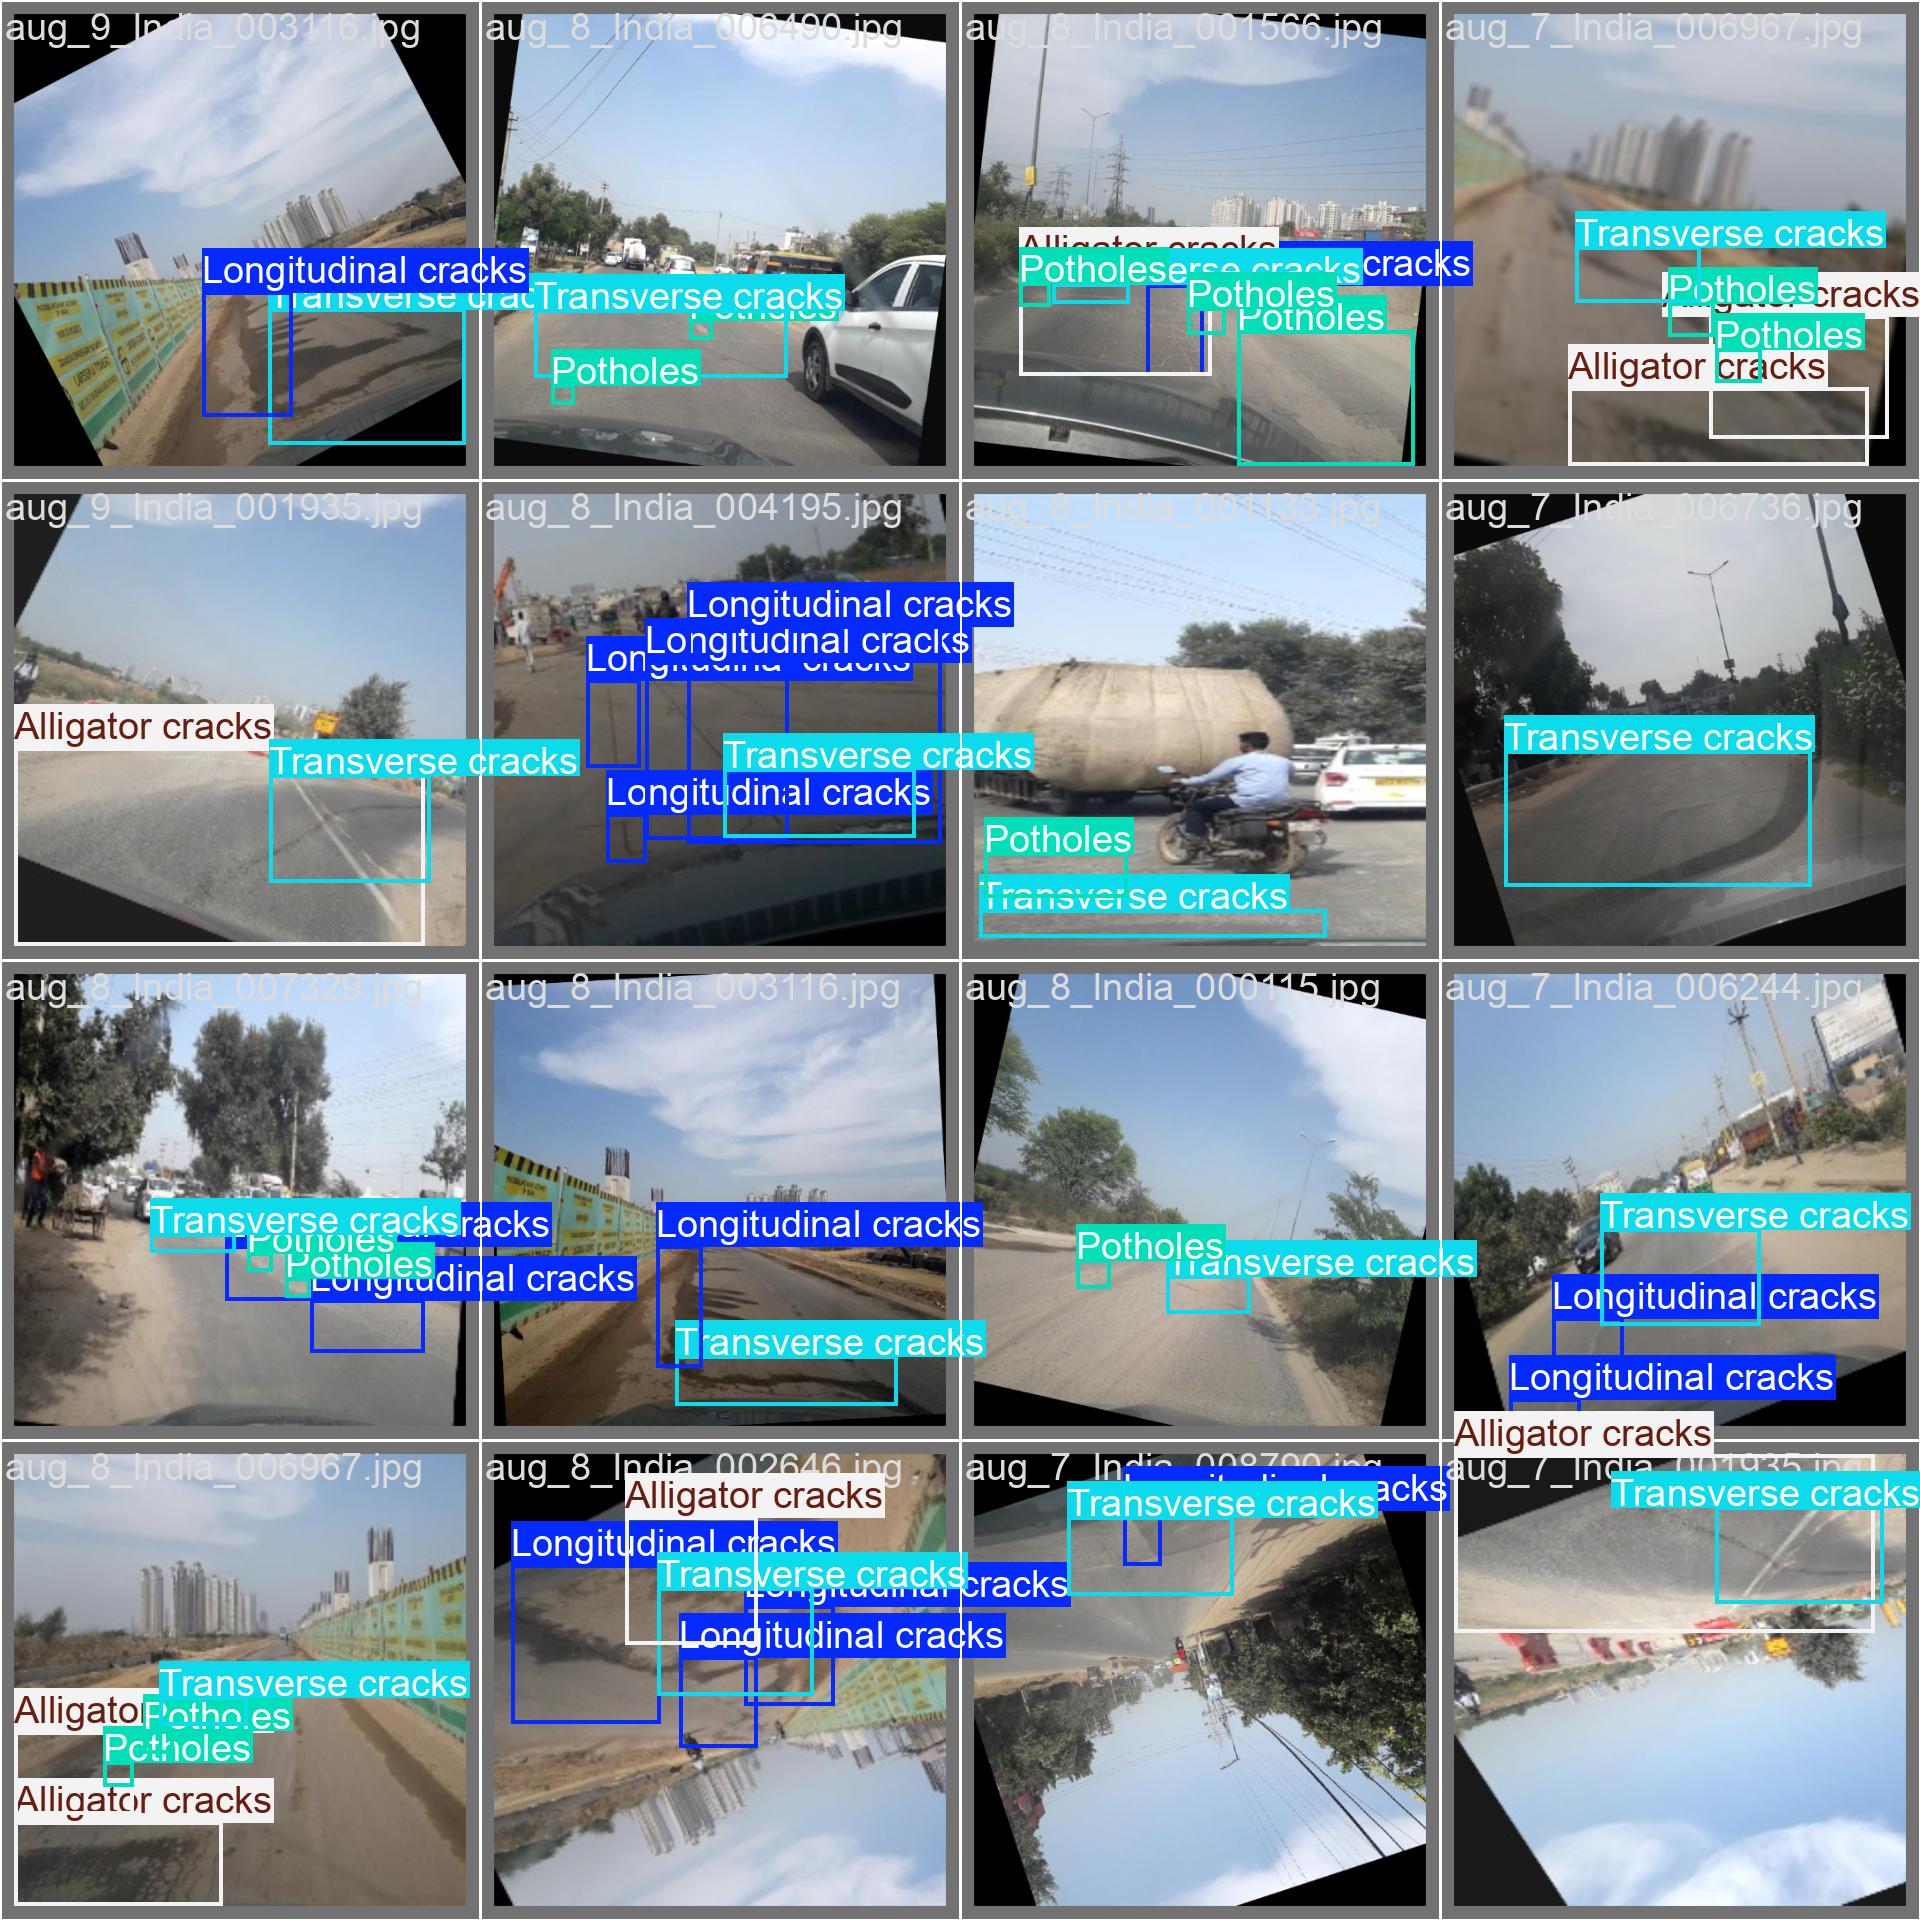 aug_9_India_003116.jpg
Longitudinal cracks
Transverse crac
aug_8_India_006490.jpg
Transverse cracks
Potholes
Potholes
aug_8_India_001566.jpg
Alligator cracks
cracks
Potholes
erse cracks
Potholes
Potholes
aug_7_India_006967.jpg
Transverse cracks
Alligator cracks
Potholes
Potholes
Alligator cracks
aug_9_India_001935.jpg
Alligator cracks
Transverse cracks
aug_8_India_004195.jpg
Longitudinal cracks
Longitudinal cracks
Longitudinal cracks
Transverse cracks
Longitudinal cracks
aug_8_India_001133.jpg
Potholes
Transverse cracks
aug_7_India_006736.jpg
Transverse cracks
aug_8_India_007329.jpg
Transverse cracks
racks
Potholes
Potholes
Longitudinal cracks
aug_8_India_003116.jpg
Longitudinal cracks
Transverse cracks
aug_8_India_000115.jpg
Potholes
Transverse cracks
aug_7_India_006244.jpg
Transverse cracks
Longitudinal cracks
Longitudinal cracks
aug_8_India_006967.jpg
Transverse cracks
Alligator
Potholes
Potholes
Alligator cracks
aug_8_India_002646.jpg
Alligator cracks
Longitudinal cracks
Transverse cracks
Longitudinal cracks
Longitudinal cracks
aug_7_India_008790.jpg
Longitudinal cracks
Transverse cracks
Alligator cracks
aug_7_India_001935.jpg
Transverse cracks